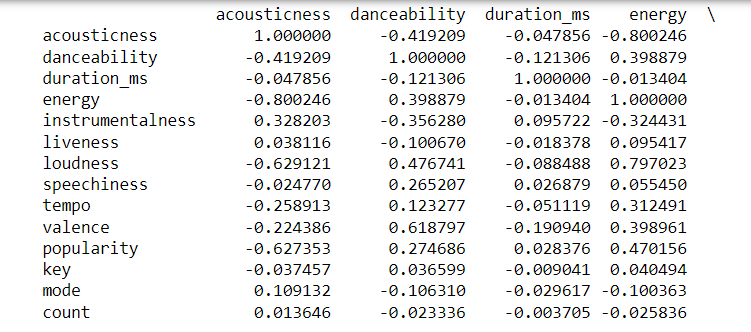 acousticness danceability duration_ms energy \
acousticness 1.000000 -0.419209 -0.047856 -0.800246
danceability -0.419209 1.000000 -0.121306 0.398879
duration_ms -0.047856 -0.121306 1.000000 -0.013404
energy -0.800246 0.398879 -0.013404 1.000000
instrumentalness 0.328203 -0.356280 0.095722 -0.324431
liveness 0.038116 -0.100670 -0.018378 0.095417
loudness -0.629121 0.476741 -0.088488 0.797023
speechiness -0.024770 0.265207 0.026879 0.055450
tempo -0.258913 0.123277 -0.051119 0.312491
valence -0.224386 0.618797 -0.190940 0.398961
popularity -0.627353 0.274686 0.028376 0.470156
key -0.037457 0.036599 -0.009041 0.040494
mode 0.109132 -0.106310 -0.029617 -0.100363
count 0.013646 -0.023336 -0.003705 -0.025836